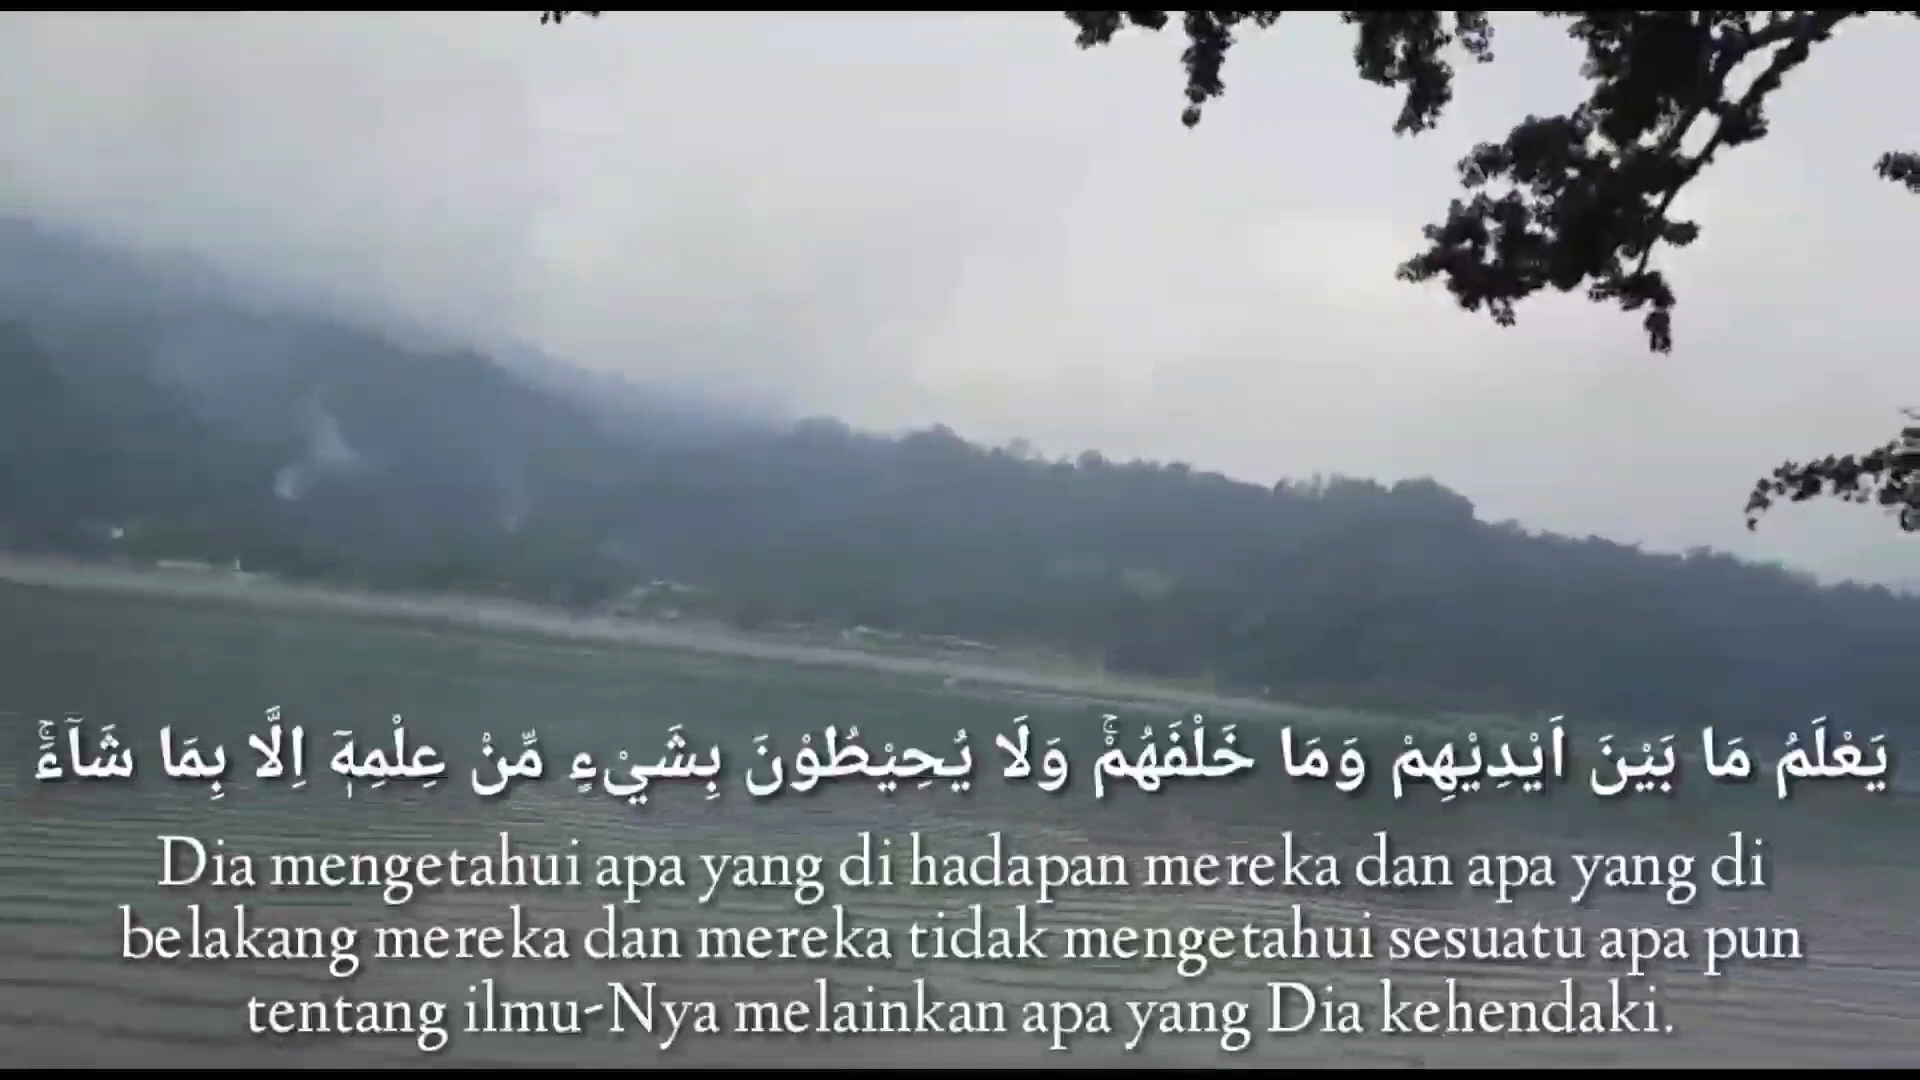 يَعْلَمُ مَا بَيْنَ اَيْدِيْهِمْ وَمَا خَلْفَهُمْۚ وَلَا يُحِيْطُوْنَ بِشَيْءٍ مِّنْ عِلْمِهٖٓ اِلَّا بِمَا شَاۤءَۚ
Dia mengetahui apa yang di hadapan mereka dan apa yang di
belakang mereka dan mereka tidak mengetahui sesuatu apa pun
tentang ilmu-Nya melainkan apa yang Dia kehendaki.